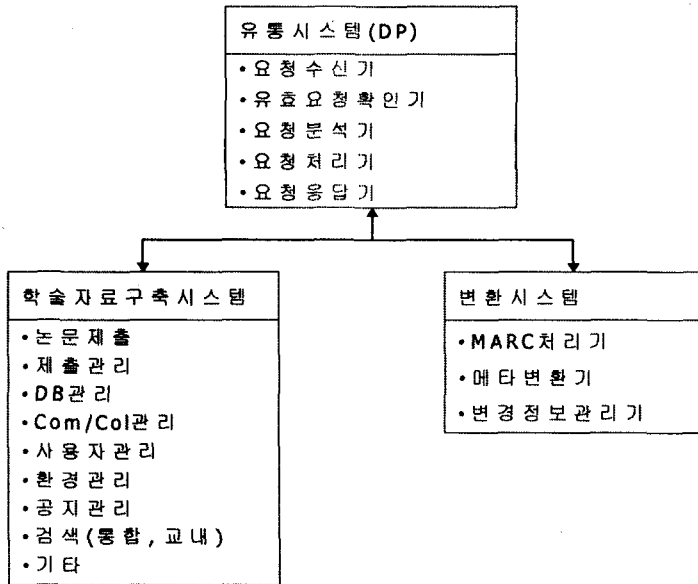 유통시스템(DP)
•요청수신기
•유효요청확인기
•요청분석기
•요청처리기
•요청응답기
학술자료구축시스템
•논문제출
•제출관리
•DB관리
•Com/Col관리
•사용자관리
•환경관리
•공지관리
•검색(통합, 교내)
•기타
변환시스템
•MARC처리기
•메타변환기
•변경정보관리기